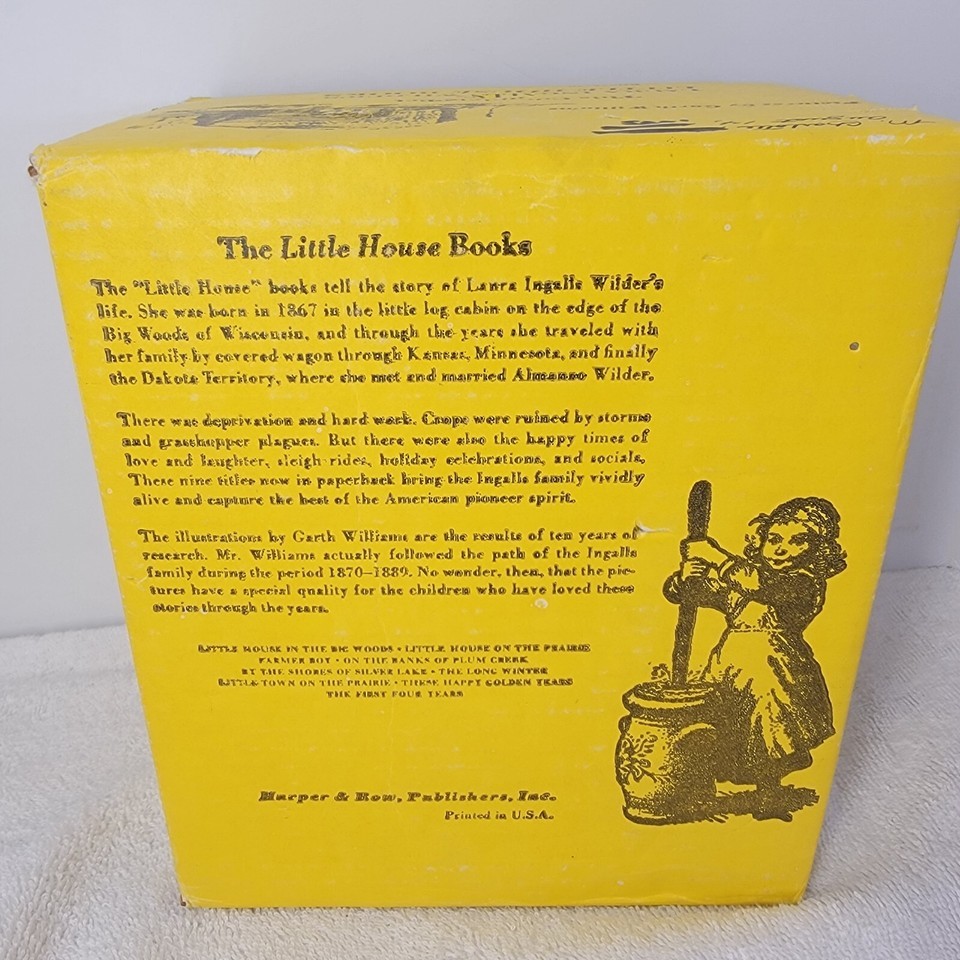 The Little House Books
The "Little House" books tell the story of Laura Ingalls Wilder's
life. She was born in 1867 in the little log cabin on the edge of the
Big Woods of Wisconsin, and through the years she traveled with
her family by covered wagon through Kansas, Minnesota, and finally
the Dakota Territory, where she met and married Almanzo Wilder.
There was deprivation and hard work. Crops were ruined by storms
and grasshopper plagues. But there were also the happy times of
love and laughter, sleigh rides, holiday celebrations, and socials.
These nine titles now in paperback bring the Ingalls family vividly
alive and capture the best of the American pioneer spirit.
The illustrations by Garth Williams are the results of ten years of
research. Mr. Williams actually followed the path of the Ingalls
family during the period 1870–1889. No wonder, then, that the pic-
tures have a special quality for the children who have loved these
stories through the years.
LITTLE HOUSE IN THE BIG WOODS · LITTLE HOUSE ON THE PRAIRIE
FARMER BOY · ON THE BANKS OF PLUM CREEK
BY THE SHORES OF SILVER LAKE · THE LONG WINTER
LITTLE TOWN ON THE PRAIRIE · THESE HAPPY GOLDEN YEARS
THE FIRST FOUR YEARS
Harper & Row, Publishers, Inc.
Printed in U.S.A.